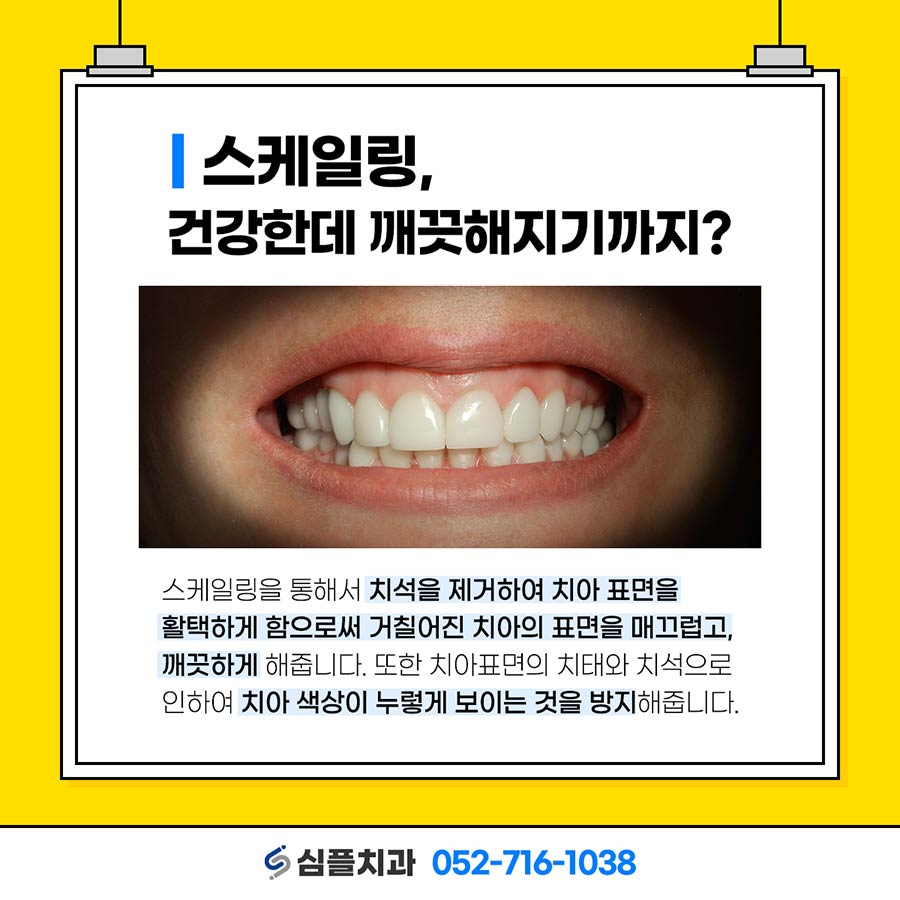 스케일링,
건강한데 깨끗해지기까지?
스케일링을 통해서 치석을 제거하여 치아 표면을
활택하게 함으로써 거칠어진 치아의 표면을 매끄럽고,
깨끗하게 해줍니다. 또한 치아표면의 치태와 치석으로
인하여 치아 색상이 누렇게 보이는 것을 방지해줍니다.
심플치과 052-716-1038